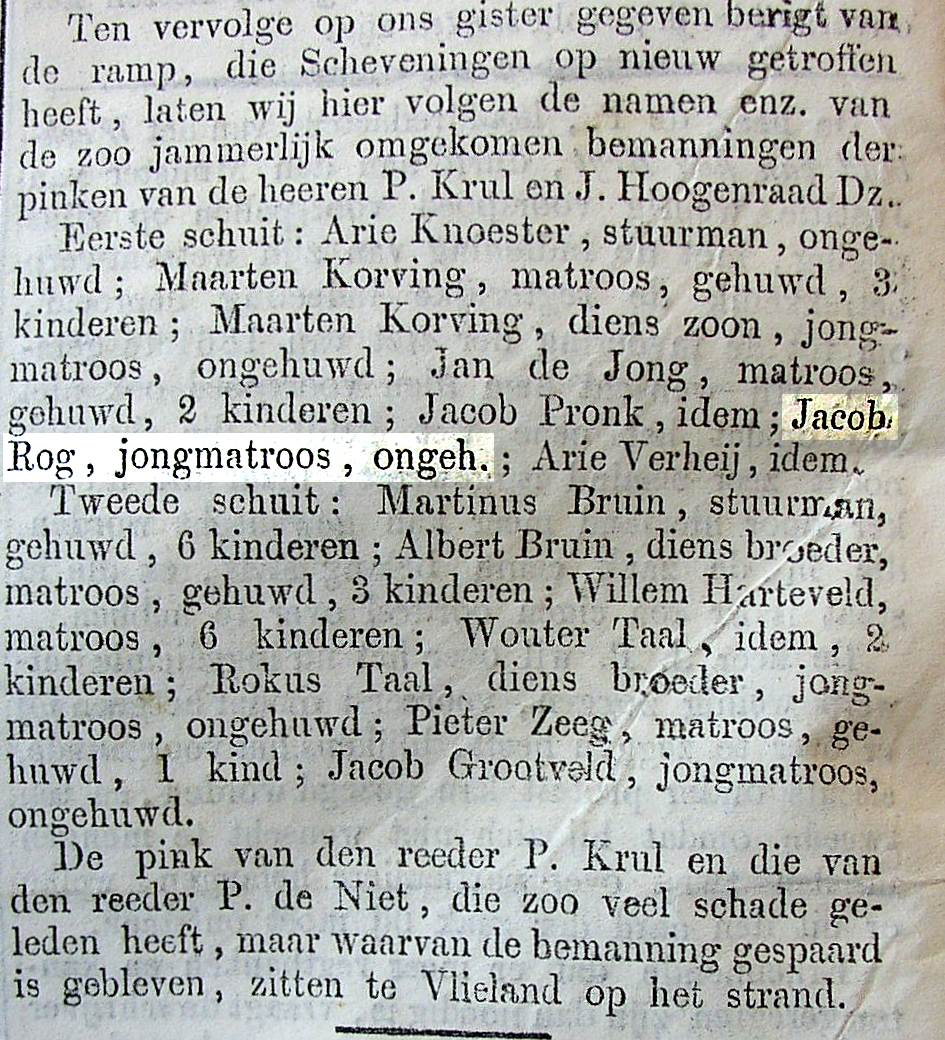 Ten vervolge op ons gister gegeven berigt van
de ramp, die Scheveningen op nieuw getroffen
heeft, laten wij hier volgen de namen enz. van
de zoo jammerlijk omgekomen bemanningen der
pinken van de heeren P. Krul en J. Hoogenraad Dz.
Eerste schuit: Arie Knoester, stuurman, onge-
huwd; Maarten Korving, matroos, gehuwd, 3
kinderen; Maarten Korving, diens zoon, jong-
matroos, ongehuwd; Jan de Jong, matroos,
gehuwd, 2 kinderen; Jacob Pronk, idem; Jacob
Rog, jongmatroos, ongeh.; Arie Verheij, idem.
Tweede schuit: Martinus Bruin, stuurman,
gehuwd, 6 kinderen; Albert Bruin, diens broeder,
matroos, gehuwd, 3 kinderen; Willem Harteveld,
matroos, 6 kinderen; Wouter Taal, idem, 2
kinderen; Rokus Taal, diens broeder, jong-
matroos, ongehuwd; Pieter Zeeg, matroos, ge-
huwd, 1 kind; Jacob Grootveld, jongmatroos,
ongehuwd.
De pink van den reeder P. Krul en die van
den reeder P. de Niet, die zoo veel schade ge-
leden heeft, maar waarvan de bemanning gespaard
is gebleven, zitten te Vlieland op het strand.